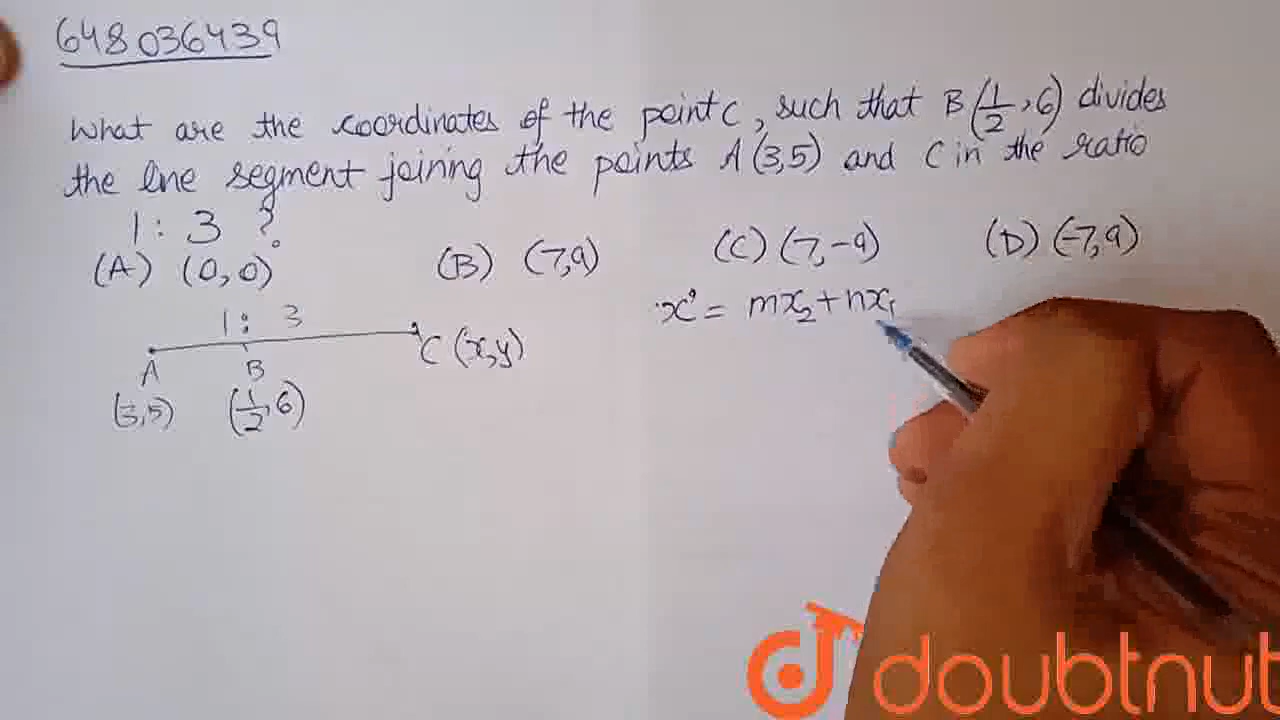 648036439
What are the coordinates of the point C, such that B(1/2, 6) divides
the line segment joining the points A(3,5) and C in the ratio
1 : 3 ?
(A) (0,0) (B) (7,9) (C) (7,-9) (D) (-7,9)
x = mx₂+nx₁
1 : 3
A B C (x,y)
(3,5) (1/2, 6)
doubtnut